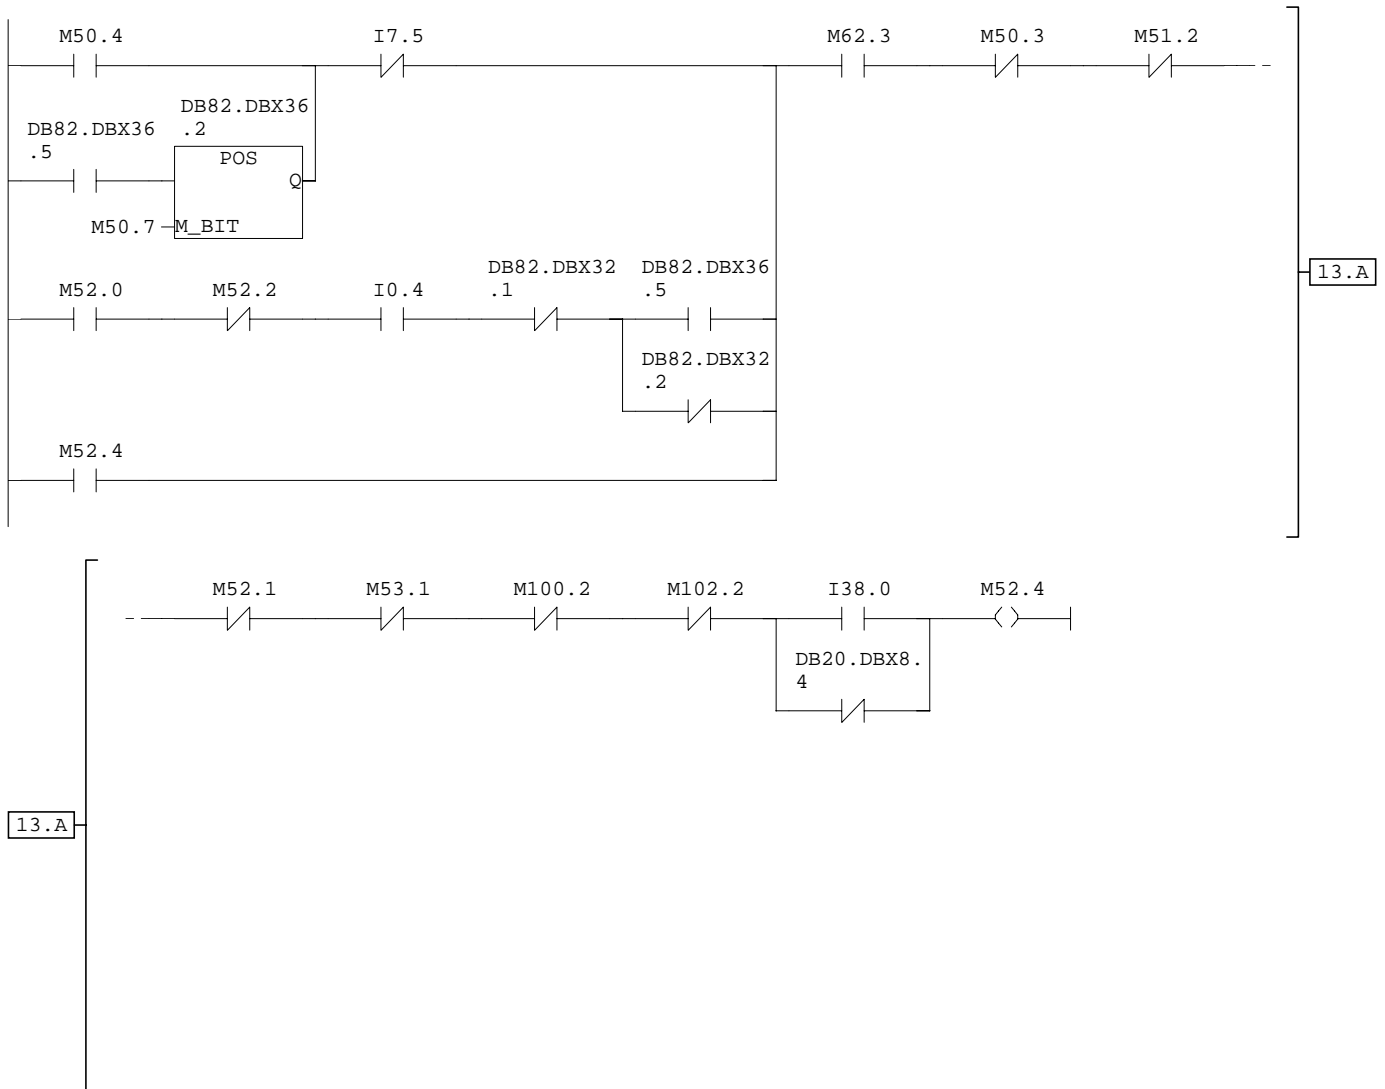 M50.4 I7.5 M62.3 M50.3 M51.2
DB82.DBX36
DB82.DBX36 .2
.5
POS
Q
M50.7 M_BIT
DB82.DBX32 DB82.DBX36
M52.0 M52.2 I0.4 .1 .5
DB82.DBX32
.2
M52.4
13.A
M52.1 M53.1 M100.2 M102.2 I38.0 M52.4
DB20.DBX8.
4
13.A